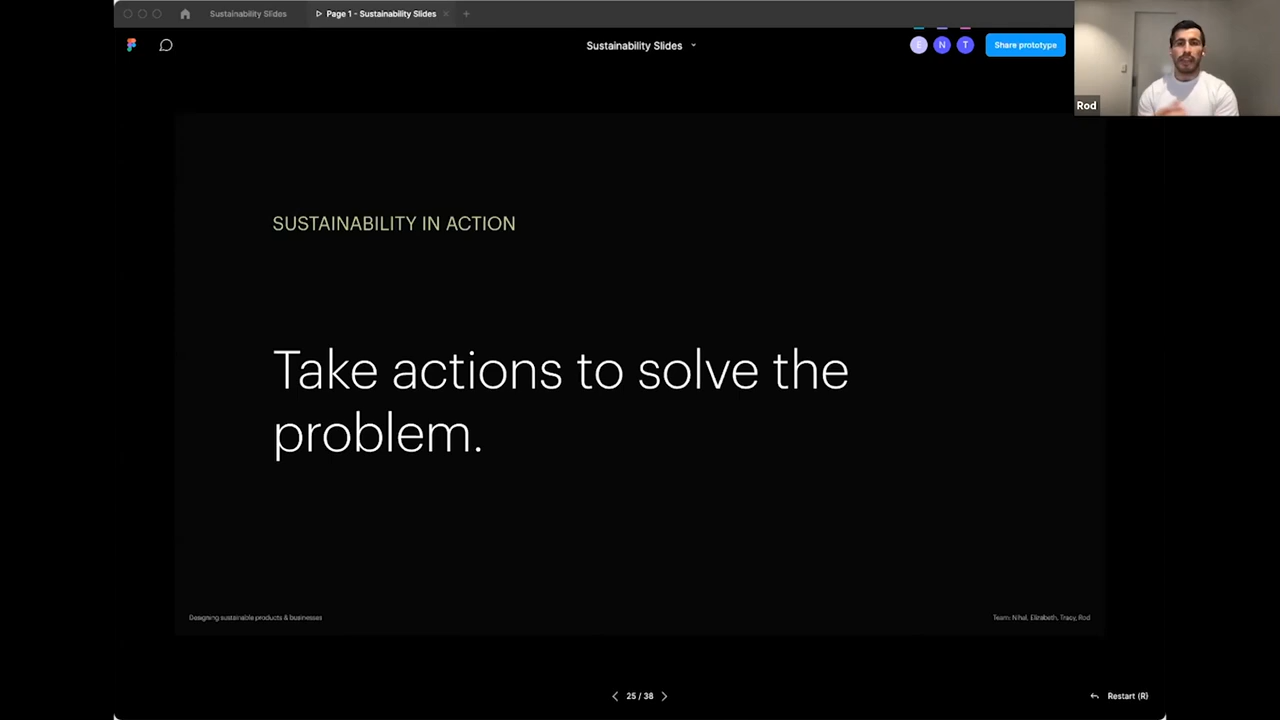 Sustainability Slides
Page 1 - Sustainability Slides
Sustainability Slides
E N T
Share prototype
Rod
SUSTAINABILITY IN ACTION
Take actions to solve the
problem.
Designing sustainable products & businesses
Team: Nihal, Elizabeth, Tracy, Rod
25 / 38
Restart (R)